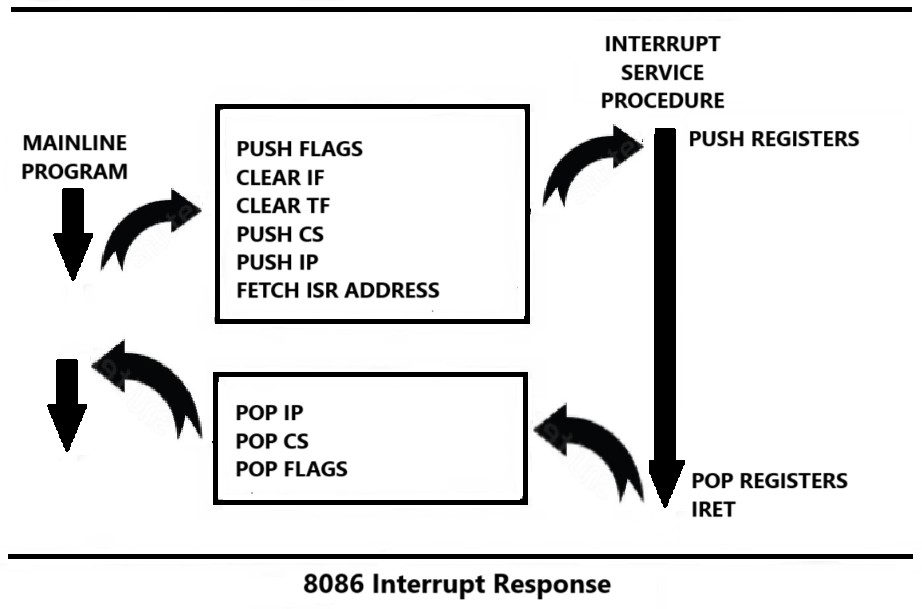 MAINLINE
PROGRAM
PUSH FLAGS
CLEAR IF
CLEAR TF
PUSH CS
PUSH IP
FETCH ISR ADDRESS
INTERRUPT
SERVICE
PROCEDURE
PUSH REGISTERS
POP IP
POP CS
POP FLAGS
POP REGISTERS
IRET
8086 Interrupt Response